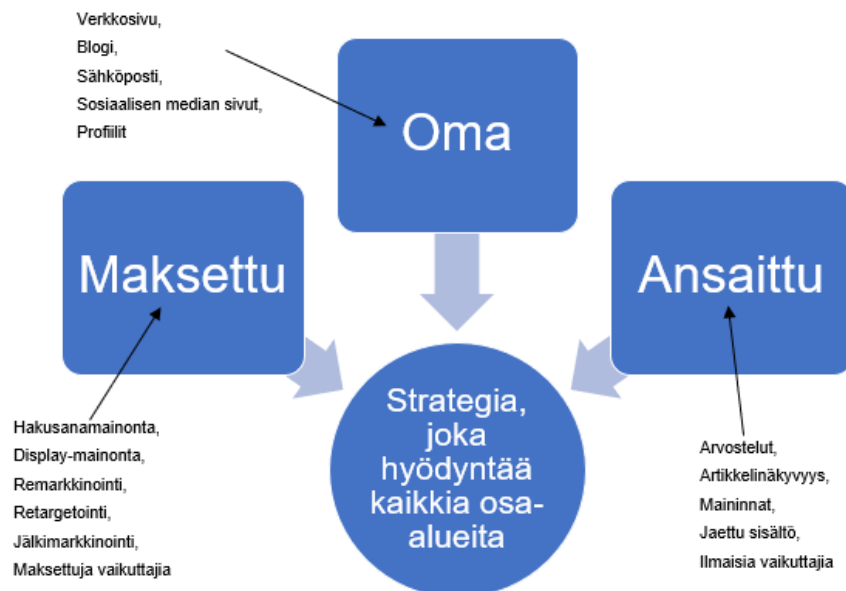 Verkkosivu,
Blogi,
Sähköposti,
Sosiaalisen median sivut,
Profiilit
Oma
Maksettu
Ansaittu
Strategia,
joka
hyödyntää
kaikkia osa-
alueita
Hakusanamainonta,
Display-mainonta,
Remarkkinointi,
Retargetointi,
Jälkimarkkinointi,
Maksettuja vaikuttajia
Arvostelut,
Artikkelinäkyvyys,
Maininnat,
Jaettu sisältö,
Ilmaisia vaikuttajia